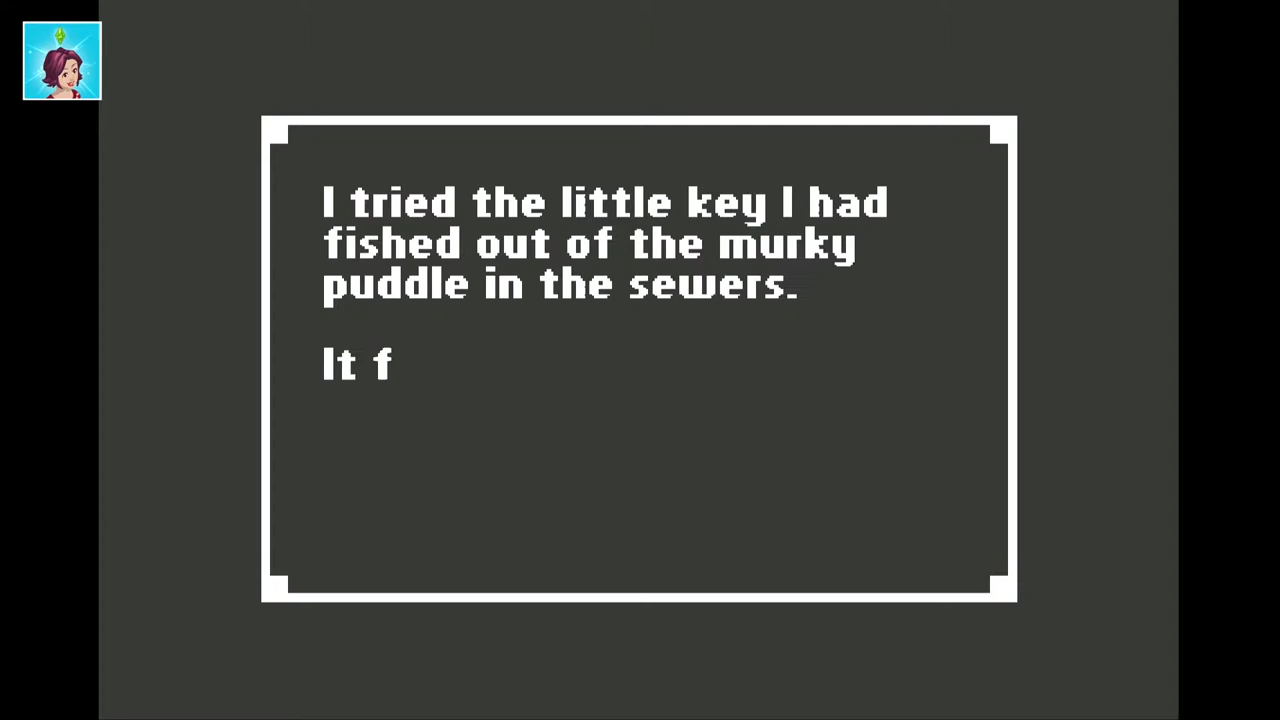 I tried the little key I had
fished out of the murky
puddle in the sewers.
It f